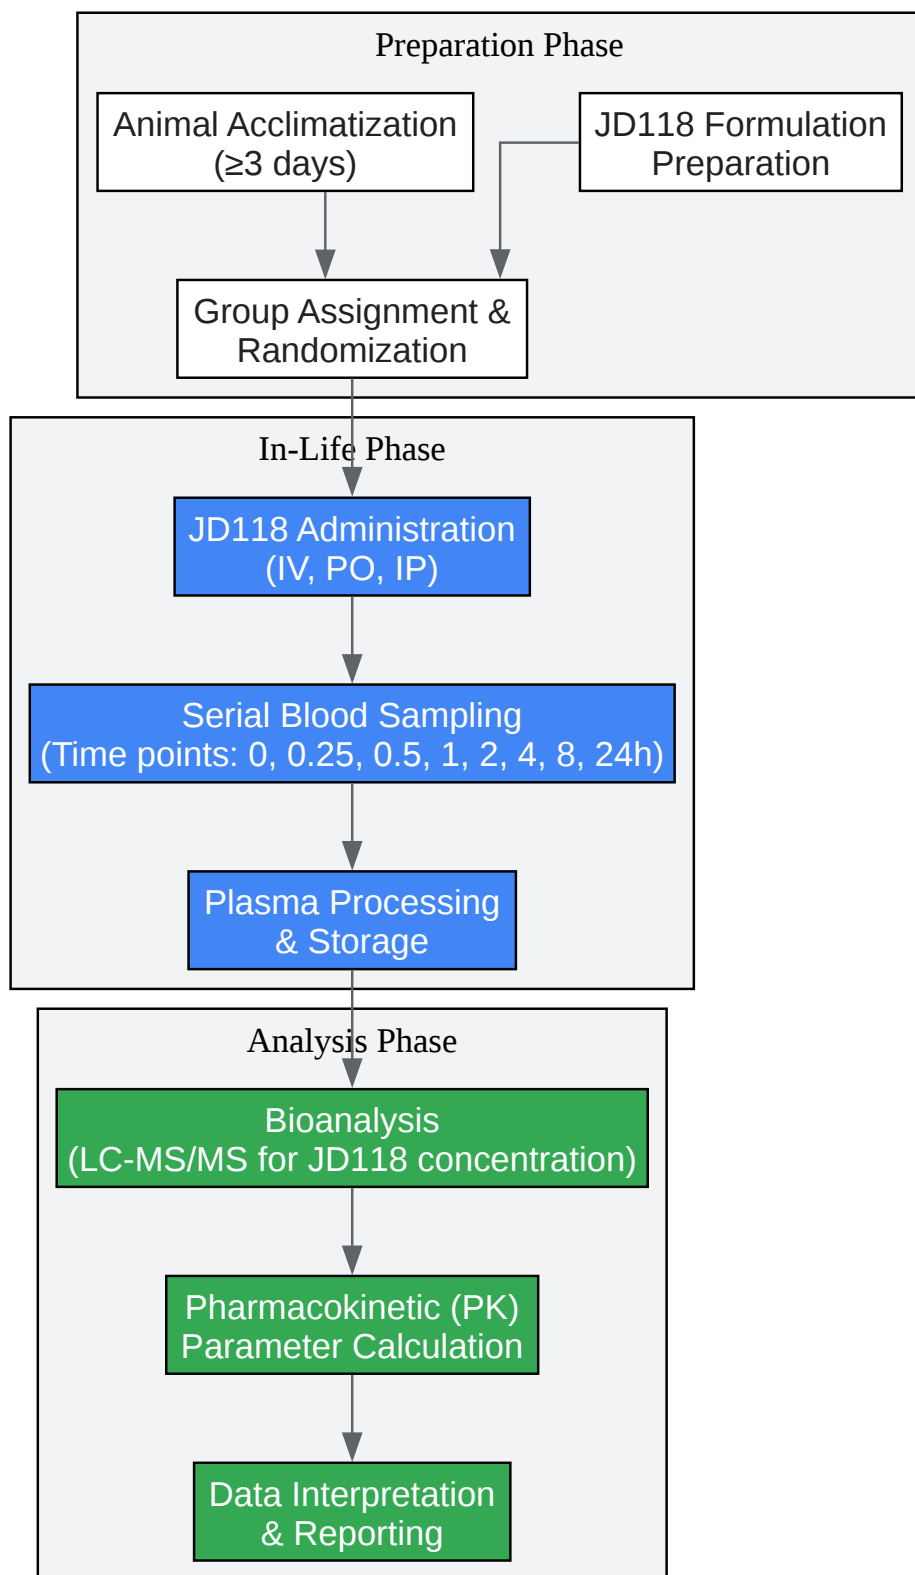 Preparation Phase
Animal Acclimatization
(≥3 days)
JD118 Formulation
Preparation
Group Assignment &
Randomization
In-Life Phase
JD118 Administration
(IV, PO, IP)
Serial Blood Sampling
(Time points: 0, 0.25, 0.5, 1, 2, 4, 8, 24h)
Plasma Processing
& Storage
Analysis Phase
Bioanalysis
(LC-MS/MS for JD118 concentration)
Pharmacokinetic (PK)
Parameter Calculation
Data Interpretation
& Reporting